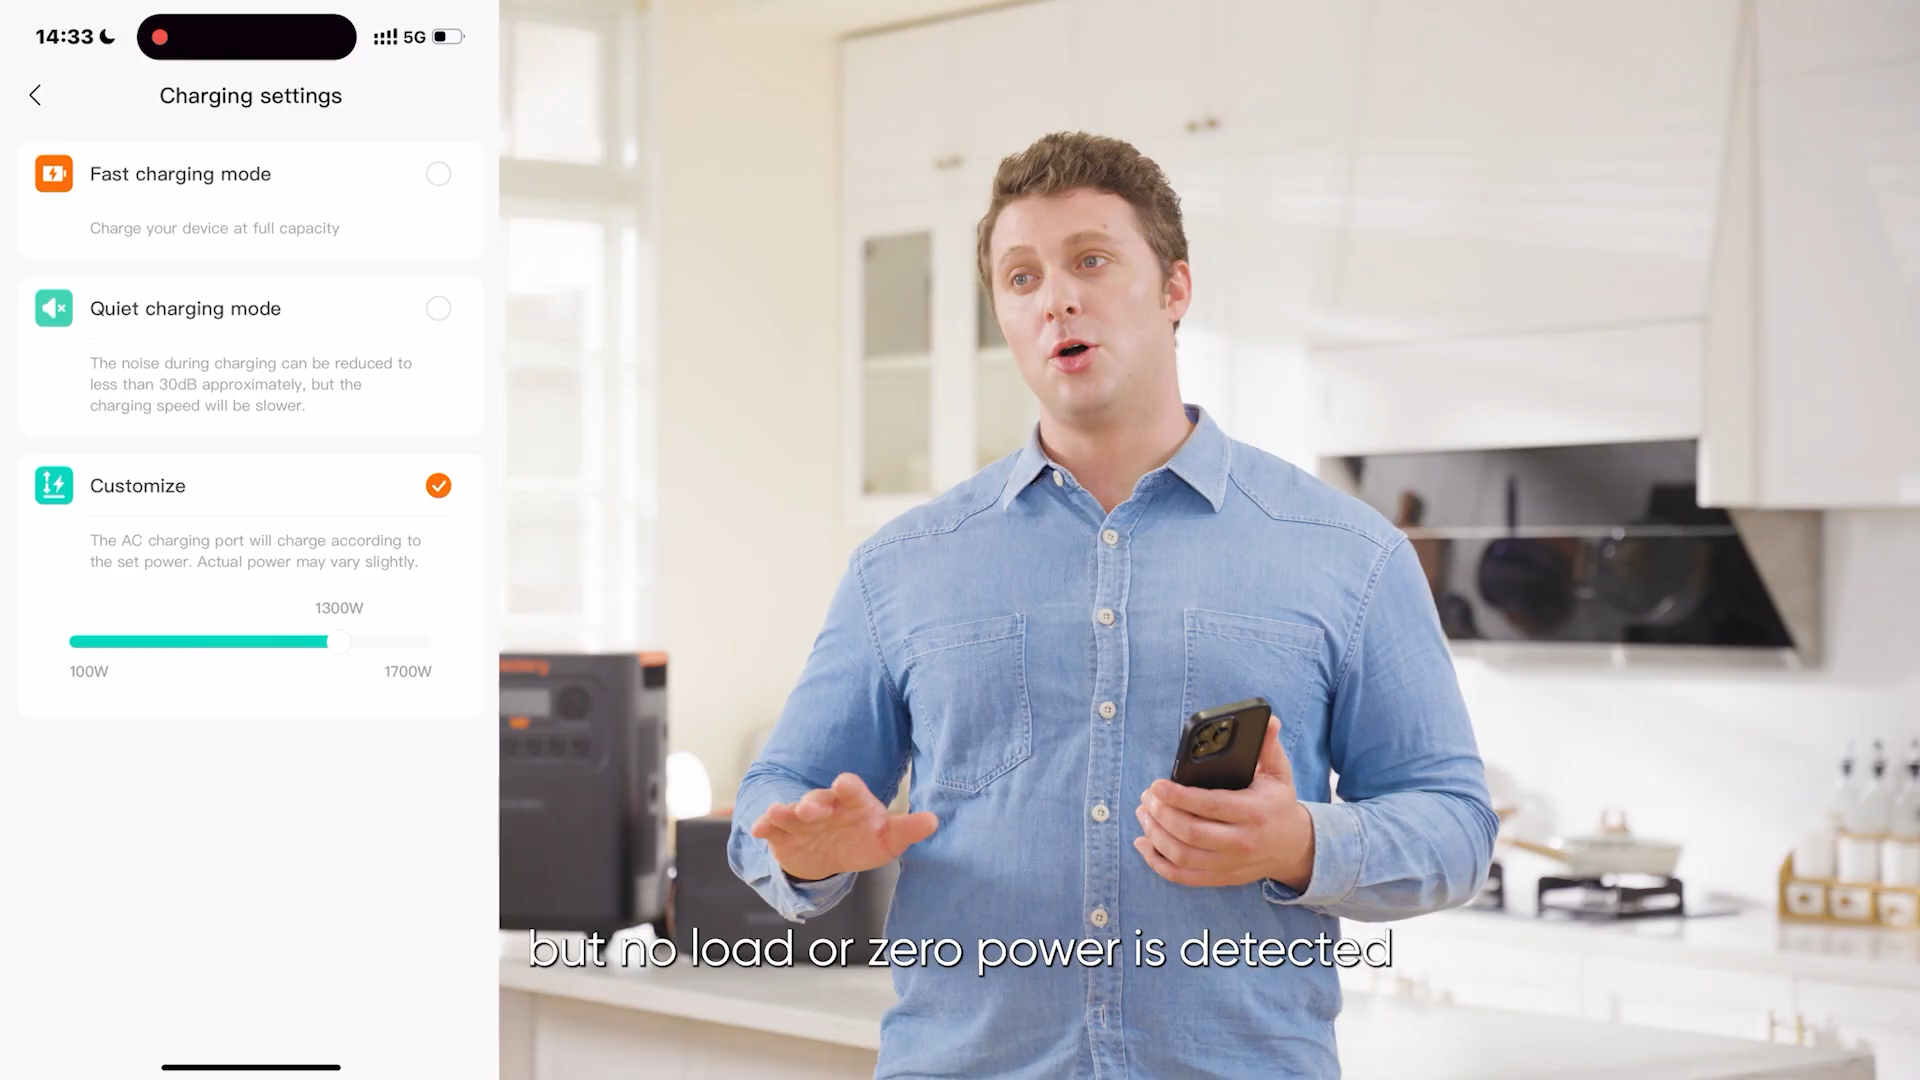 14:33
5G
Charging settings
Fast charging mode
Charge your device at full capacity
Quiet charging mode
The noise during charging can be reduced to
less than 30dB approximately, but the
charging speed will be slower.
Customize
The AC charging port will charge according to
the set power. Actual power may vary slightly.
1300W
100W
1700W
but no load or zero power is detected